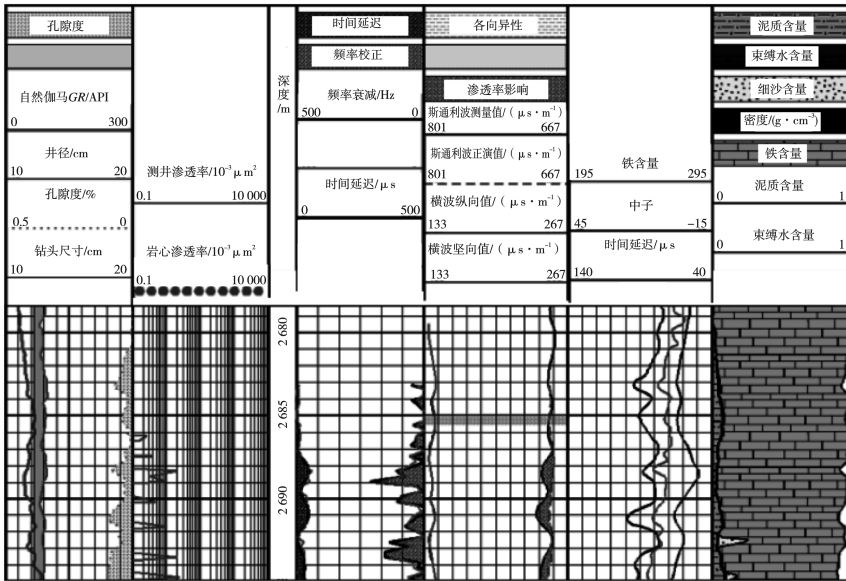 孔隙度
自然伽马GR/API
0 300
井径/cm
10 20
孔隙度/%
0.5 0
钻头尺寸/cm
10 20
测井渗透率/10⁻³μm²
0.1 10 000
岩心渗透率/10⁻³μm²
0.1 10 000
深
度
/m
时间延迟
频率校正
频率衰减/Hz
500 0
时间延迟/μs
0 500
各向异性
渗透率影响
斯通利波测量值/(μs·m⁻¹)
801 667
斯通利波正演值/(μs·m⁻¹)
801 667
横波纵向值/(μs·m⁻¹)
133 267
横波竖向值/(μs·m⁻¹)
133 267
铁含量
195 295
中子
45 -15
时间延迟/μs
140 40
泥质含量
束缚水含量
细沙含量
密度/(g·cm⁻³)
铁含量
泥质含量
0 1
束缚水含量
0 1
2 680
2 685
2 690